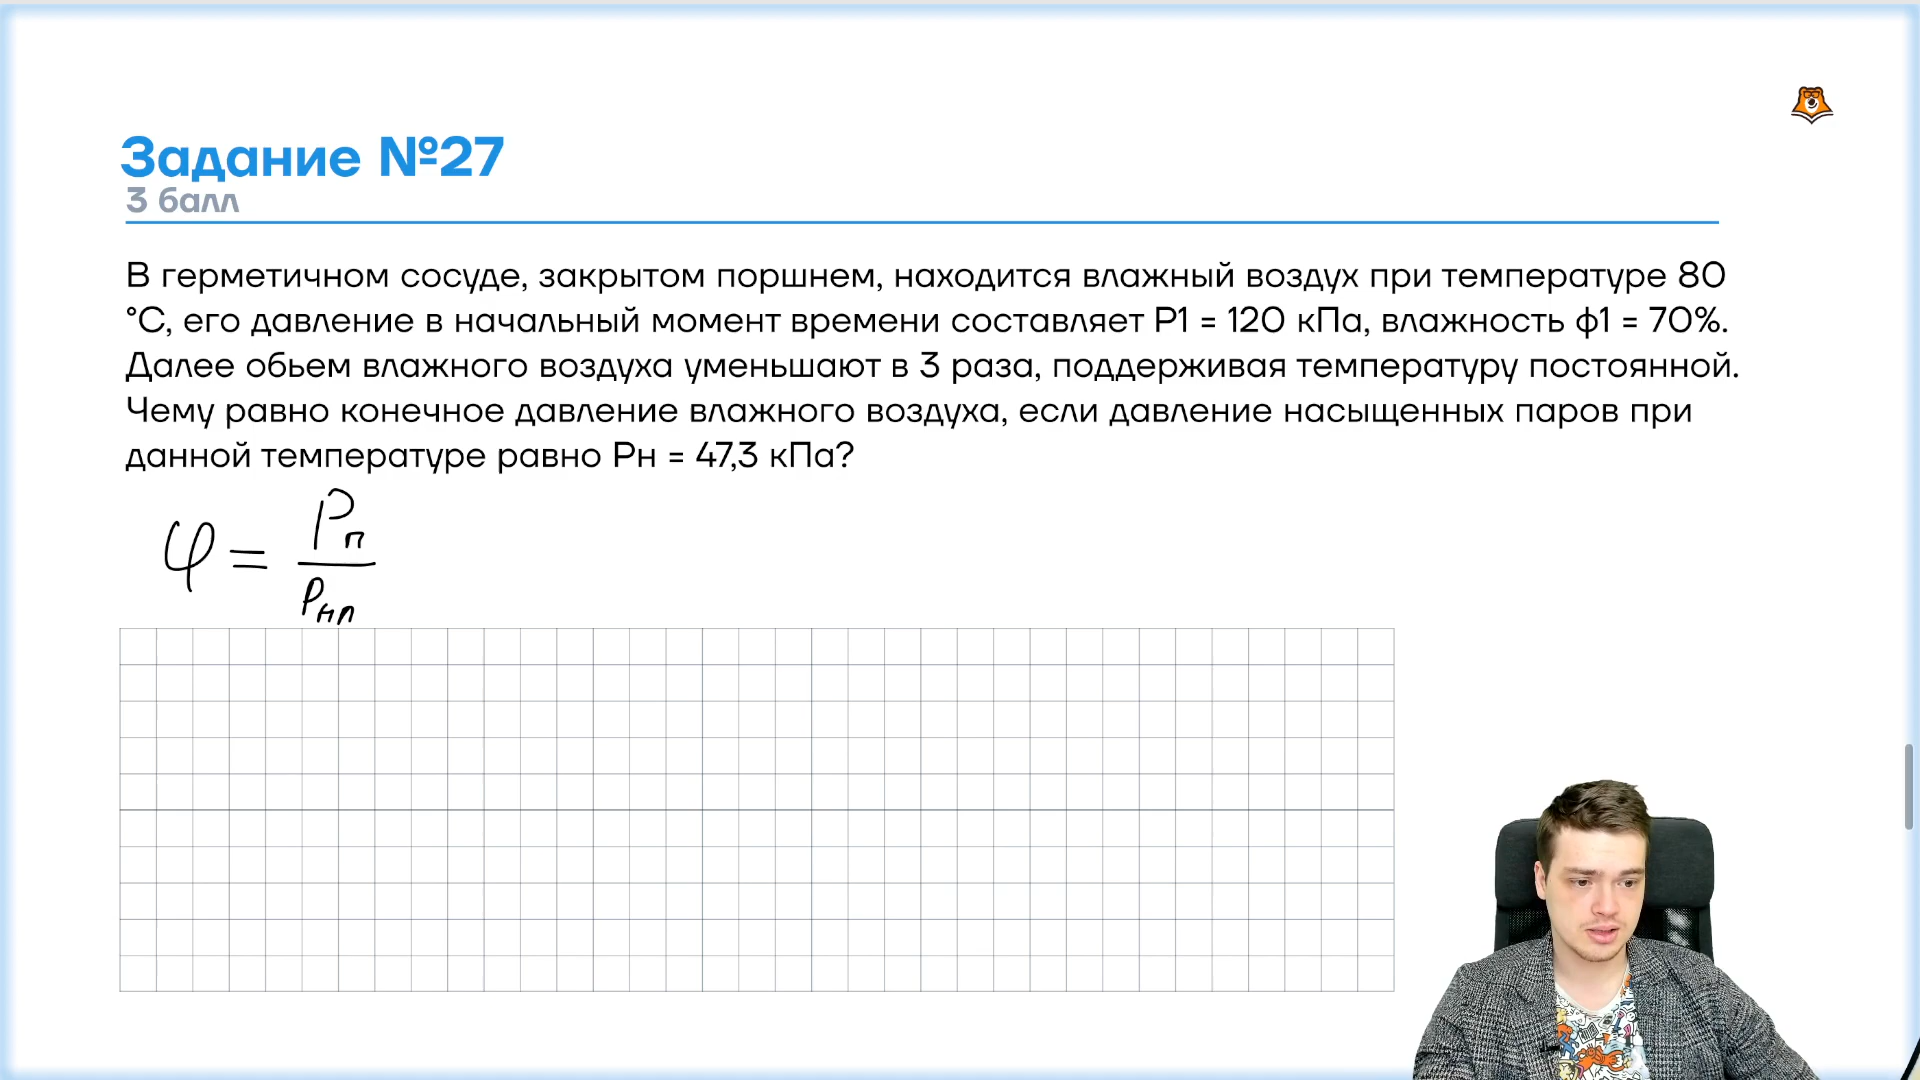 Задание №27
3 балл
В герметичном сосуде, закрытом поршнем, находится влажный воздух при температуре 80
°C, его давление в начальный момент времени составляет P1 = 120 кПа, влажность ф1 = 70%.
Далее обьем влажного воздуха уменьшают в 3 раза, поддерживая температуру постоянной.
Чему равно конечное давление влажного воздуха, если давление насыщенных паров при
данной температуре равно Pн = 47,3 кПа?
φ = Pп / Pнп